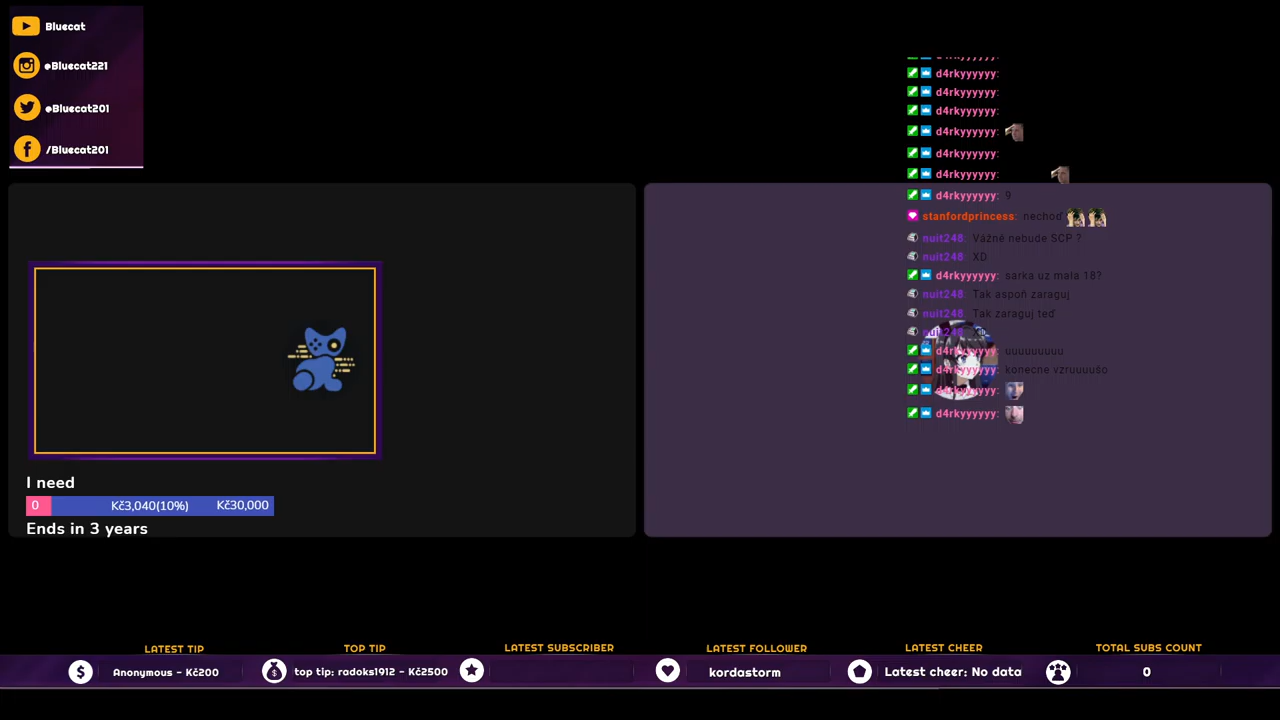 Bluecat
@Bluecat221
@Bluecat201
/Bluecat201
d4rkyyyyyy:
d4rkyyyyyy:
d4rkyyyyyy:
d4rkyyyyyy:
d4rkyyyyyy:
d4rkyyyyyy:
d4rkyyyyyy: 9
stanfordprincess: nechoď
nuit248: Vážně nebude SCP ?
nuit248: XD
d4rkyyyyyy: sarka uz mela 18?
nuit248: Tak aspoň zaraguj
nuit248: Tak zaraguj teď
nuit248:
d4rkyyyyyy: uuuuuuuuu
d4rkyyyyyy: konecne vzruuuušo
d4rkyyyyyy:
d4rkyyyyyy:
I need
0 Kč3,040(10%) Kč30,000
Ends in 3 years
LATEST TIP
Anonymous - Kč200
TOP TIP
top tip: radoks1912 - Kč2500
LATEST SUBSCRIBER
LATEST FOLLOWER
kordastorm
LATEST CHEER
Latest cheer: No data
TOTAL SUBS COUNT
0